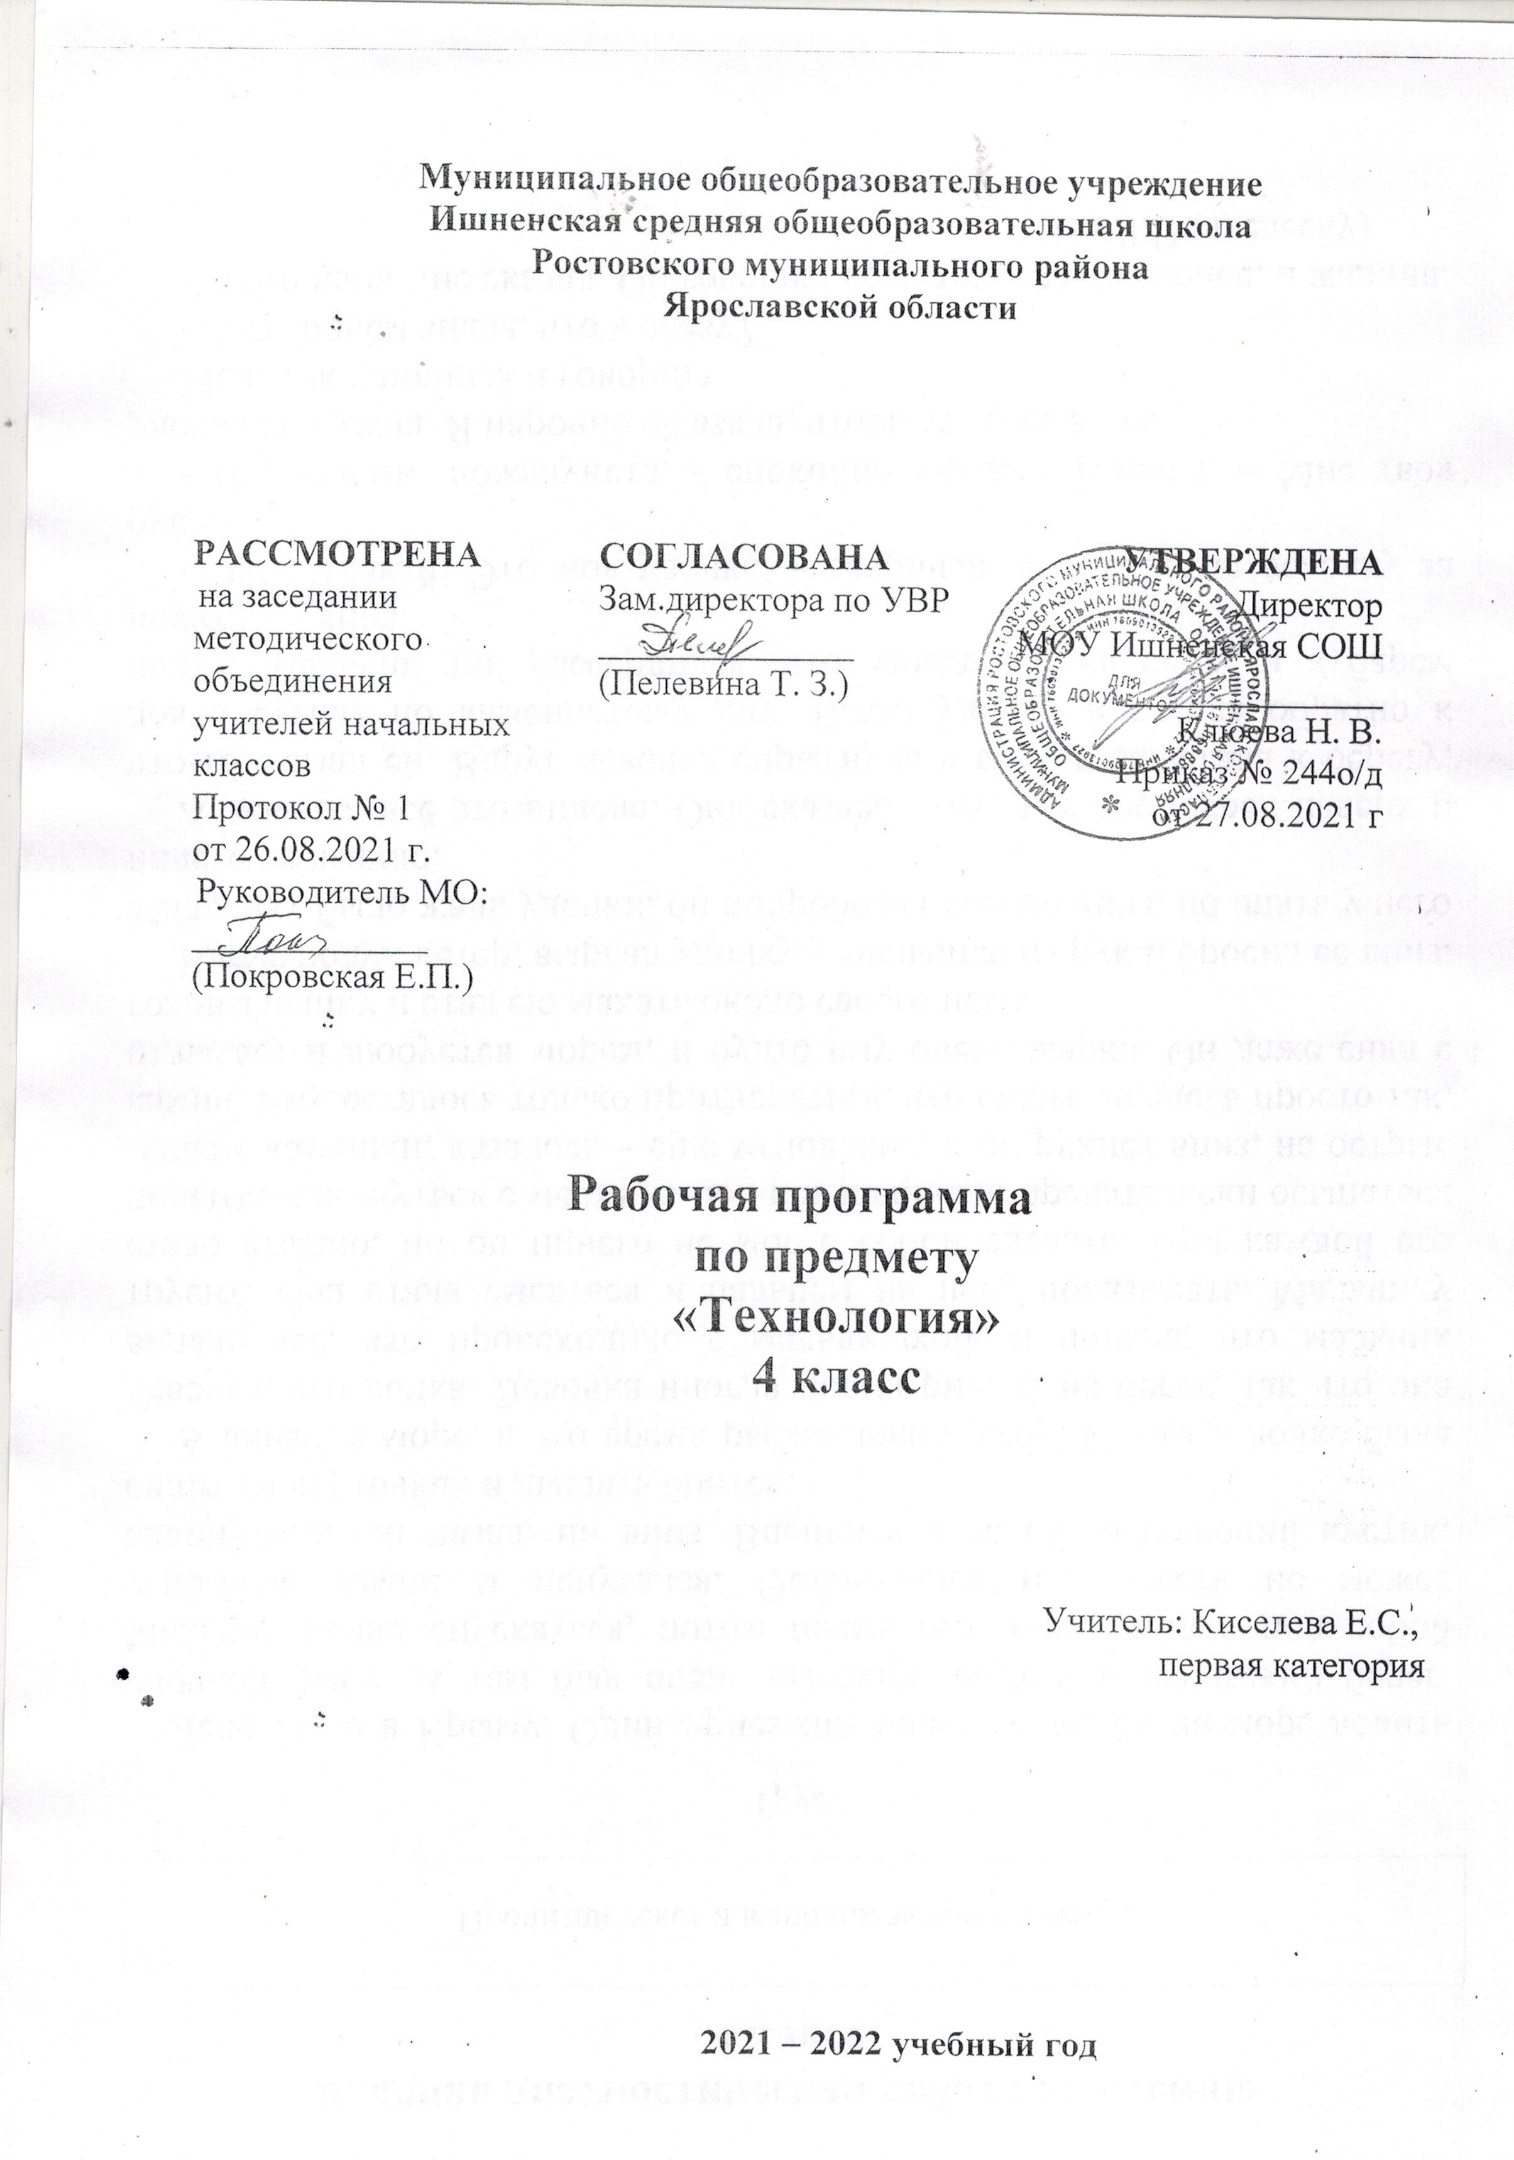 Муниципальное общеобразовательное учреждение
Ишненская средняя общеобразовательная школа
Ростовского муниципального района
Ярославской области
РАССМОТРЕНА
на заседании
методического
объединения
учителей начальных
классов
Протокол № 1
от 26.08.2021 г.
Руководитель МО:
(Покровская Е.П.)
СОГЛАСОВАНА
Зам.директора по УВР
(Пелевина Т. З.)
УТВЕРЖДЕНА
Директор
МОУ Ишненская СОШ
Клюева Н. В.
Приказ № 244о/д
от 27.08.2021 г
ДЛЯ
ДОКУМЕНТОВ
Рабочая программа
по предмету
«Технология»
4 класс
Учитель: Киселева Е.С.,
первая категория
2021 – 2022 учебный год